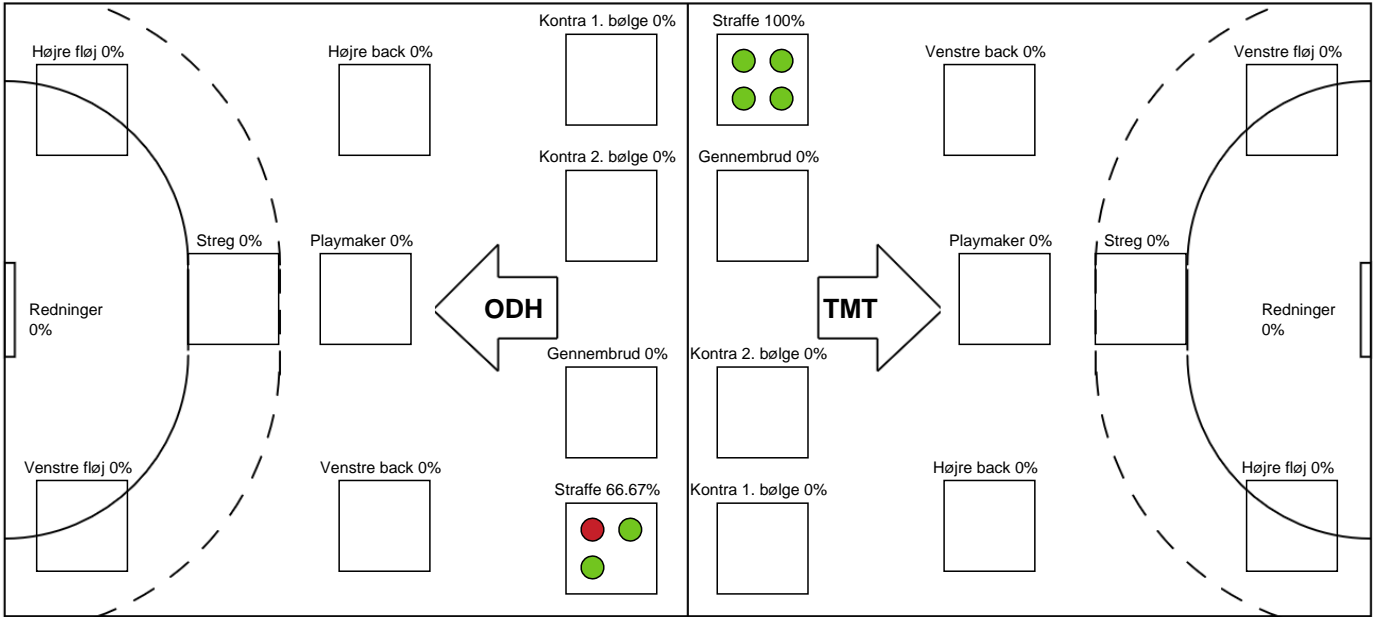 Kontra 1. bølge 0%
Straffe 100%
Højre fløj 0%
Højre back 0%
Venstre back 0%
Venstre fløj 0%
Kontra 2. bølge 0%
Gennembrud 0%
Streg 0%
Playmaker 0%
Playmaker 0%
Streg 0%
Redninger
0%
ODH
TMT
Redninger
0%
Gennembrud 0%
Kontra 2. bølge 0%
Venstre fløj 0%
Venstre back 0%
Højre back 0%
Højre fløj 0%
Straffe 66.67%
Kontra 1. bølge 0%